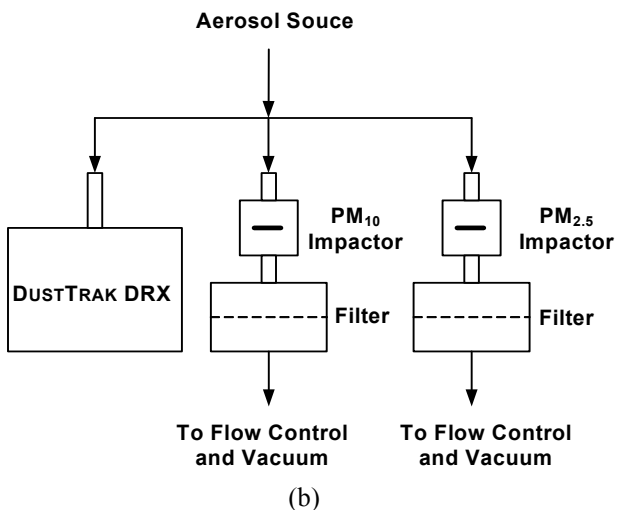 Aerosol Souce
PM10
Impactor
PM2.5
Impactor
DUSTTRAK DRX
Filter
Filter
To Flow Control
and Vacuum
To Flow Control
and Vacuum
(b)